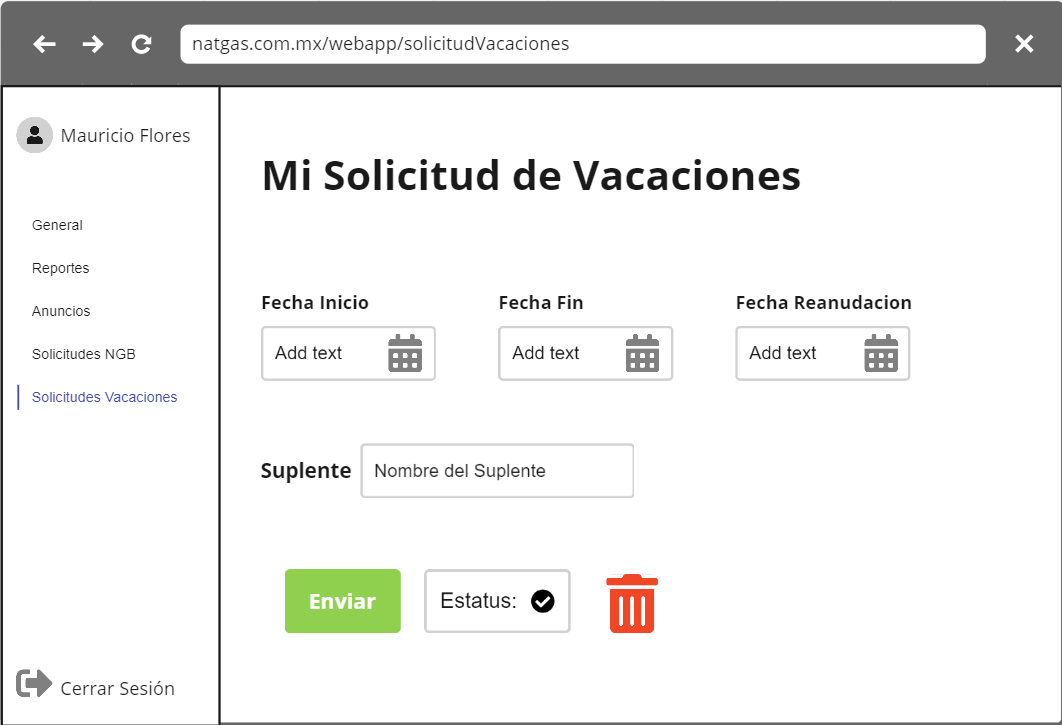 natgas.com.mx/webapp/solicitudVacaciones
Mauricio Flores
General
Reportes
Anuncios
Solicitudes NGB
Solicitudes Vacaciones
Cerrar Sesión
Mi Solicitud de Vacaciones
Fecha Inicio
Fecha Fin
Fecha Reanudacion
Add text
Add text
Add text
Suplente
Nombre del Suplente
Enviar
Estatus: